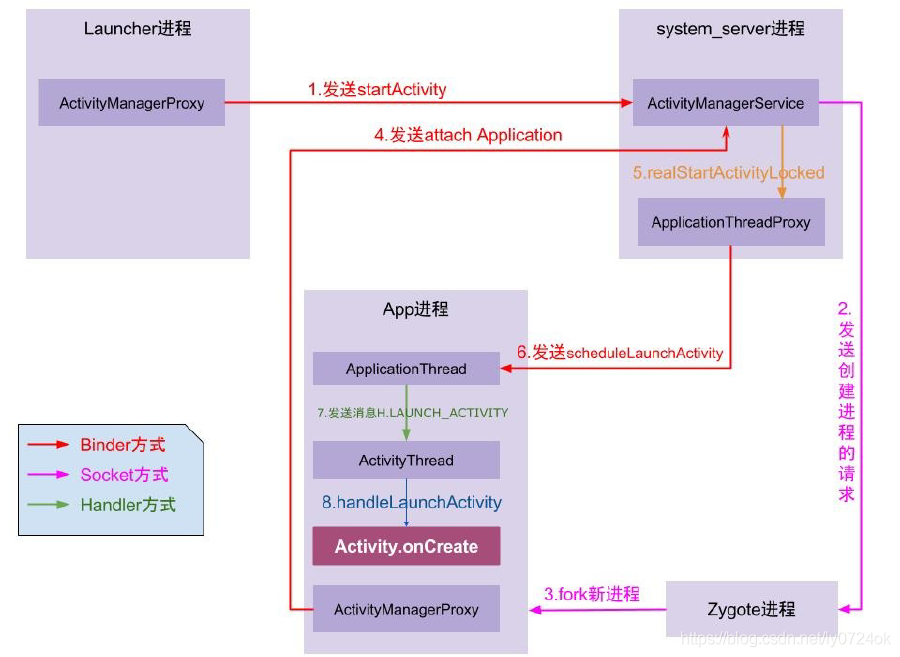 Launcher进程
ActivityManagerProxy
1.发送startActivity
system_server进程
ActivityManagerService
4.发送attach Application
5.realStartActivityLocked
ApplicationThreadProxy
2.发送创建进程的请求
App进程
6.发送scheduleLaunchActivity
ApplicationThread
7.发送消息H.LAUNCH_ACTIVITY
ActivityThread
8.handleLaunchActivity
Activity.onCreate
ActivityManagerProxy
3.fork新进程
Zygote进程
Binder方式
Socket方式
Handler方式
https://blog.csdn.net/ly0724ok